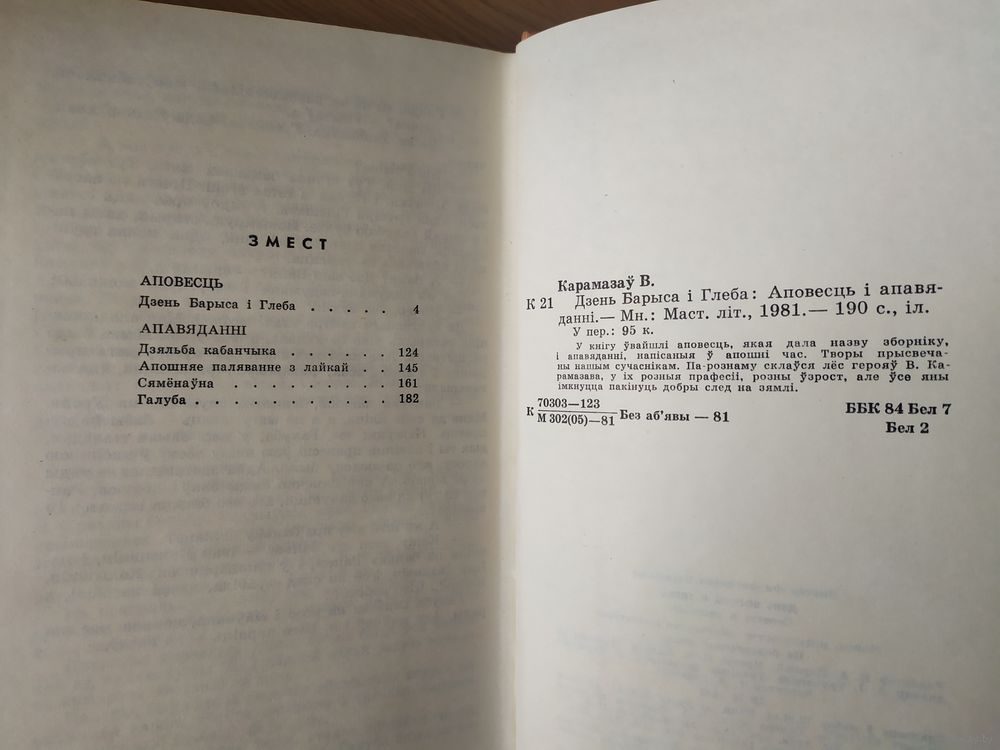 ЗМЕСТ
АПОВЕСЦЬ
Дзень Барыса і Глеба . . . . . 4
АПАВЯДАННІ
Дзяльба кабанчыка . . . . . . 124
Апошняе паляванне з лайкай . . 145
Сямёнаўна . . . . . . . . . 161
Галуба . . . . . . . . . . . 182
Карамазаў В.
К 21 Дзень Барыса і Глеба: Аповесць і апавя-
данні.— Мн.: Маст. літ., 1981.— 190 с., іл.
У пер.: 95 к.
У кнігу ўвайшлі аповесць, якая дала назву зборніку,
і апавяданні, напісаныя ў апошні час. Творы прысвеча-
ны нашым сучаснікам. Па-рознаму склаўся лёс герояў В. Ка-
рамазава, у іх розныя прафесіі, розны ўзрост, але ўсе яны
імкнуцца пакінуць добры след на зямлі.
К 70303—123
М 302(05)—81 Без аб'явы — 81
ББК 84 Бел 7
Бел 2